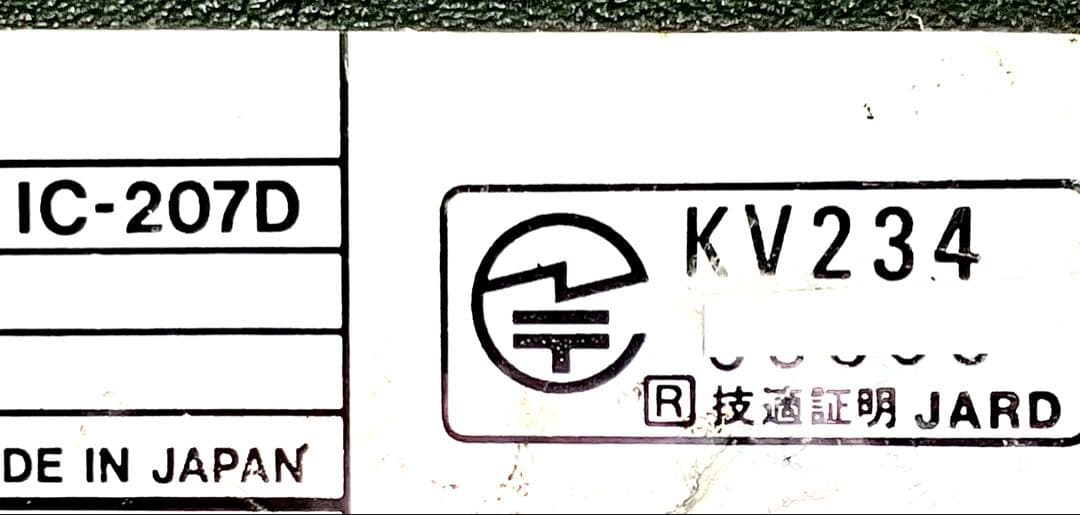 IC-207D
DE IN JAPAN
KV234
R 技適証明 JARD